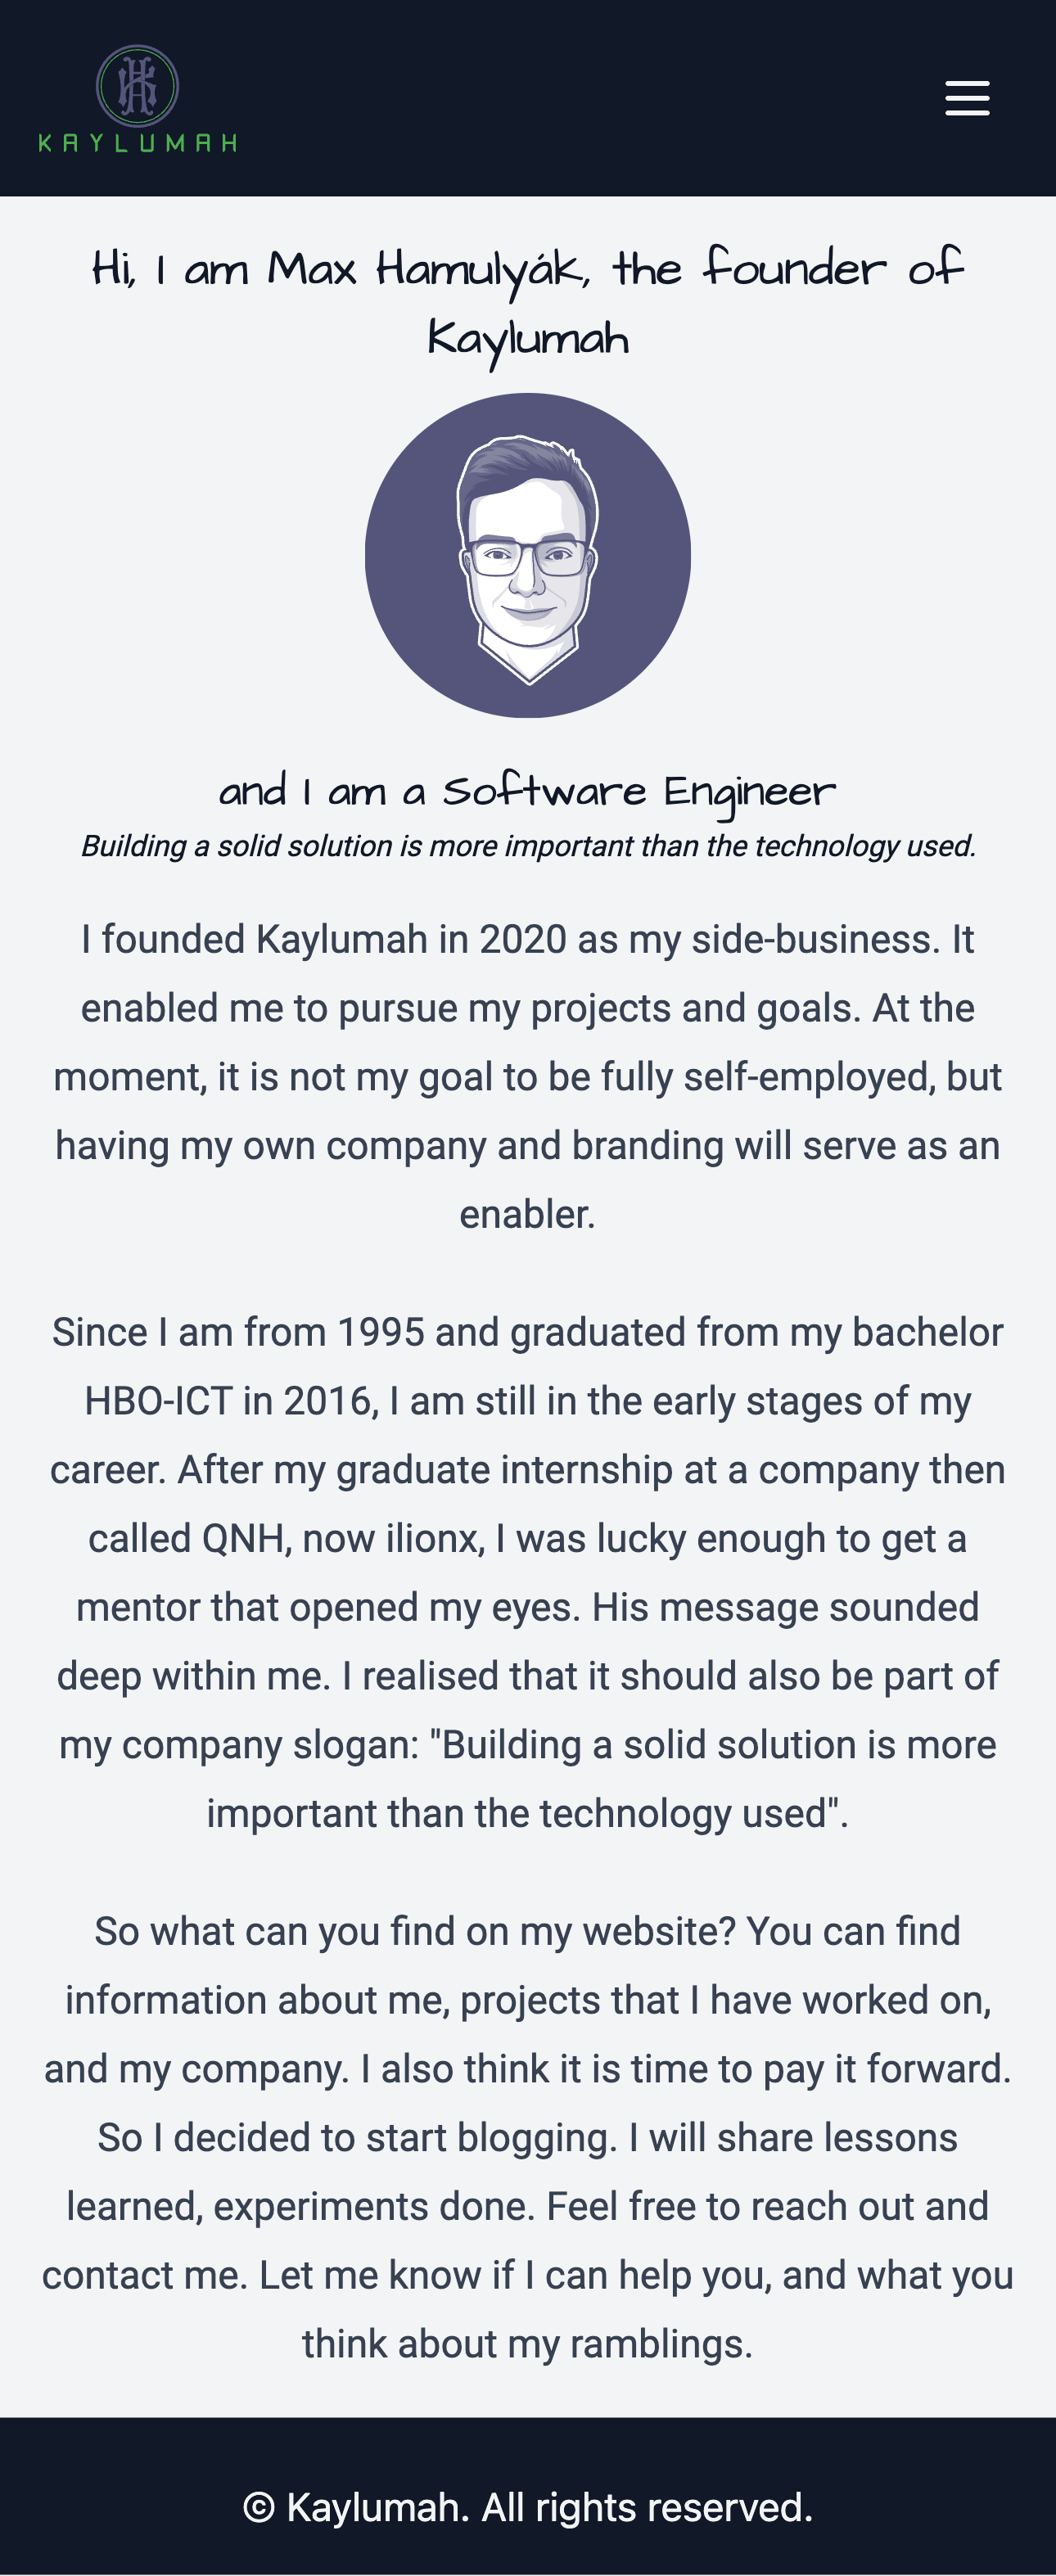 KAYLUMAH
Hi, I am Max Hamulyák, the founder of
Kaylumah
and I am a Software Engineer
Building a solid solution is more important than the technology used.
I founded Kaylumah in 2020 as my side-business. It
enabled me to pursue my projects and goals. At the
moment, it is not my goal to be fully self-employed, but
having my own company and branding will serve as an
enabler.
Since I am from 1995 and graduated from my bachelor
HBO-ICT in 2016, I am still in the early stages of my
career. After my graduate internship at a company then
called QNH, now ilionx, I was lucky enough to get a
mentor that opened my eyes. His message sounded
deep within me. I realised that it should also be part of
my company slogan: "Building a solid solution is more
important than the technology used".
So what can you find on my website? You can find
information about me, projects that I have worked on,
and my company. I also think it is time to pay it forward.
So I decided to start blogging. I will share lessons
learned, experiments done. Feel free to reach out and
contact me. Let me know if I can help you, and what you
think about my ramblings.
© Kaylumah. All rights reserved.